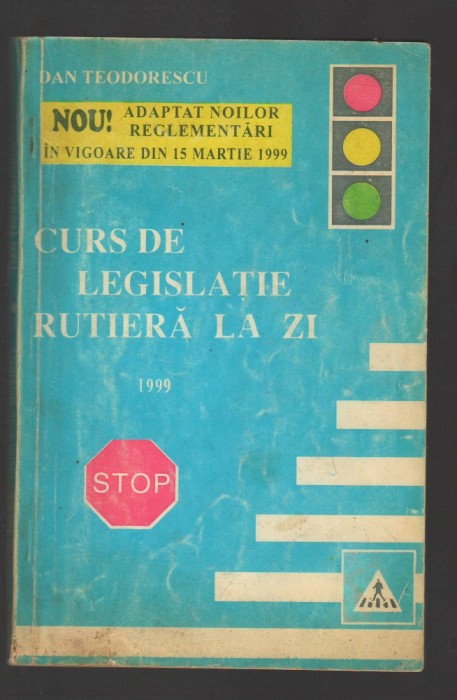 DAN TEODORESCU
NOU! ADAPTAT NOILOR
REGLEMENTĂRI
ÎN VIGOARE DIN 15 MARTIE 1999
CURS DE
LEGISLAȚIE
RUTIERĂ LA ZI
1999
STOP